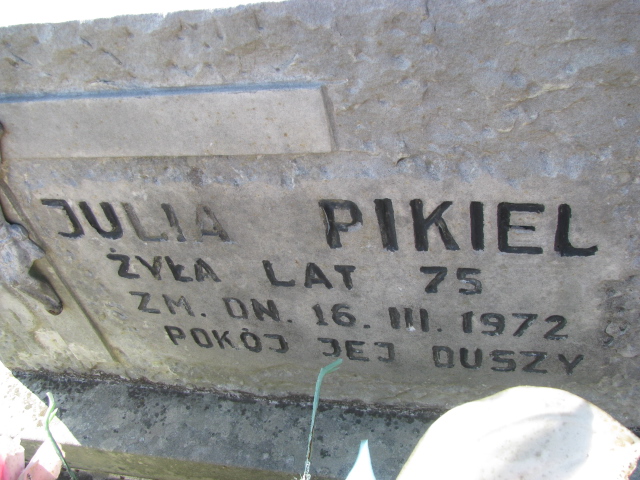 JULIA PIKIEL
ŻYŁA LAT 75
ZM. DN. 16. III. 1972
POKÓJ JEJ DUSZY